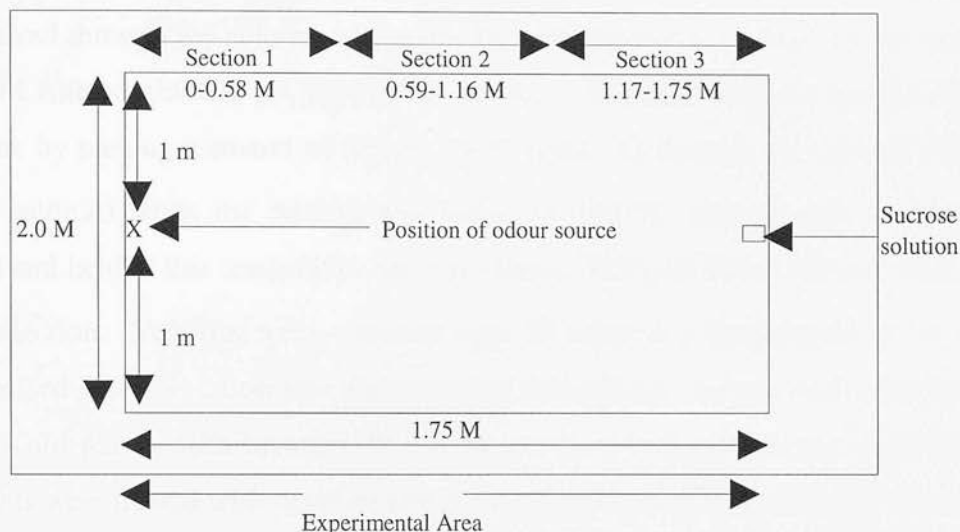 Section 1 Section 2 Section 3
0-0.58 M 0.59-1.16-M 1.17-1.75 M
1 m
2.0 M X Position of odour source Sucrose solution
1 m
1.75 M
Experimental Area